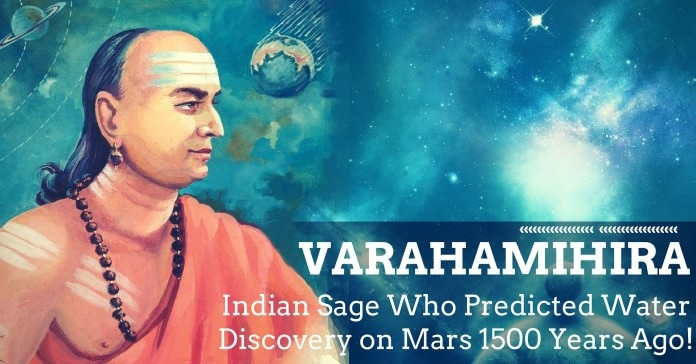 VARAHAMIHIRA
Indian Sage Who Predicted Water
Discovery on Mars 1500 Years Ago!